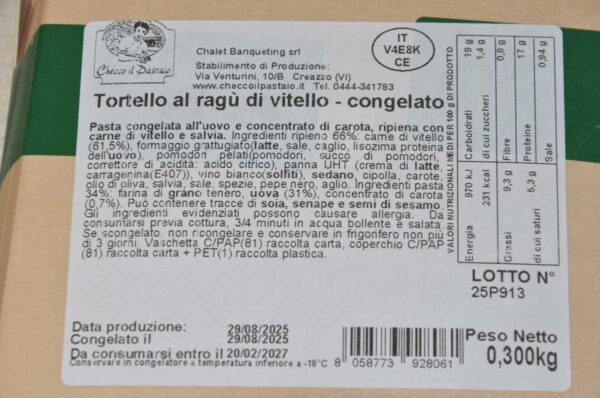 Checco il Pastaio
Chalet Banqueting srl
Stabilimento di Produzione:
Via Venturini, 10/B Creazzo (VI)
www.checcoilpastaio.it Tel. 0444-341783
IT
V4E8K
CE
Tortello al ragù di vitello - congelato
Pasta congelata all'uovo e concentrato di carota, ripiena con
carne di vitello e salvia. Ingredienti ripieno 66%: carne di vitello
(61,5%), formaggio grattugiato(latte, sale, caglio, lisozima proteina
dell'uovo), pomodori pelati(pomodori, succo di pomodori,
correttore di acidità: acido citrico), panna UHT (crema di latte,
carragenina(E407)), vino bianco(solfiti), sedano, cipolla, carote,
olio di oliva, salvia, sale, spezie, pepe nero, aglio. Ingredienti pasta
34%: farina di grano tenero, uova (31%), concentrato di carota
(0,7%). Può contenere tracce di soia, senape e semi di sesamo.
Gli ingredienti evidenziati possono causare allergia. Da
consumarsi previa cottura, 3/4 minuti in acqua bollente e salata.
Se scongelato, non ricongelare e conservare in frigorifero non più
di 3 giorni. Vaschetta C/PAP(81) raccolta carta, coperchio C/PAP
(81) raccolta carta + PET(1) raccolta plastica.
VALORI NUTRIZIONALI MEDI PER 100 g DI PRODOTTO
Energia 970 kJ
231 kcal
Grassi 9,3 g
di cui saturi 5,3 g
Carboidrati 19 g
di cui zuccheri 1,4 g
Fibre 0,8 g
Proteine 17 g
Sale 0,94 g
LOTTO N°
25P913
Data produzione: 29/08/2025
Congelato il 29/08/2025
Da consumarsi entro il 20/02/2027
Conservare in congelatore a temperatura inferiore a -18°C
8 058773 928061
Peso Netto
0,300kg